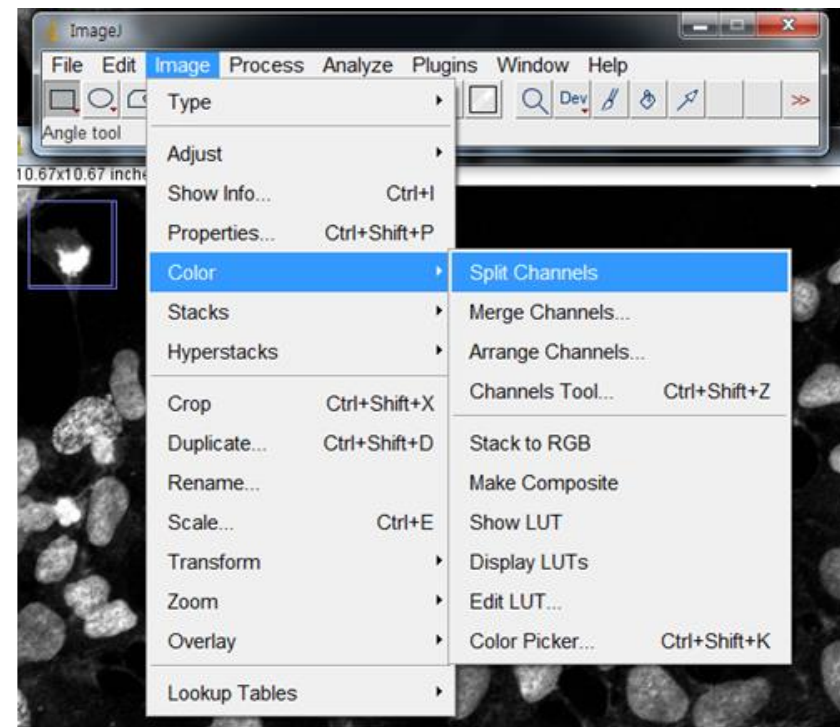 ImageJ
File Edit Image Process Analyze Plugins Window Help
Dev >>
Angle tool
10.67x10.67 inche
Type
Adjust
Show Info... Ctrl+I
Properties... Ctrl+Shift+P
Color
Stacks
Hyperstacks
Crop Ctrl+Shift+X
Duplicate... Ctrl+Shift+D
Rename...
Scale... Ctrl+E
Transform
Zoom
Overlay
Lookup Tables
Split Channels
Merge Channels...
Arrange Channels...
Channels Tool... Ctrl+Shift+Z
Stack to RGB
Make Composite
Show LUT
Display LUTs
Edit LUT...
Color Picker... Ctrl+Shift+K